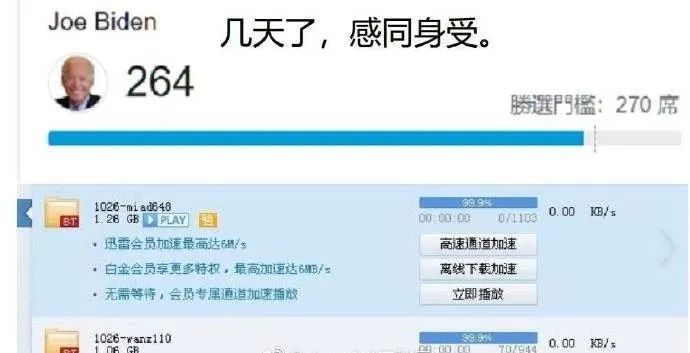 Joe Biden
几天了，感同身受。
264
勝選門檻：270 席
1026-miad648
99.9%
0.00 KB/s
BT
1.26 GB PLAY 验
00:00:00 0/1103
迅雷会员加速最高达6M/s
高速通道加速
白金会员享更多特权，最高加速达6MB/s
离线下载加速
无需等待，会员专属通道加速播放
立即播放
1026-wanz110
99.9%
0.00 KB/s
BT
1.06 GB
70/944